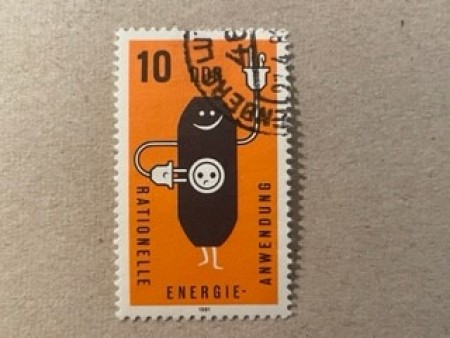 10 DDR
RATIONELLE
ENERGIE-
ANWENDUNG
1981